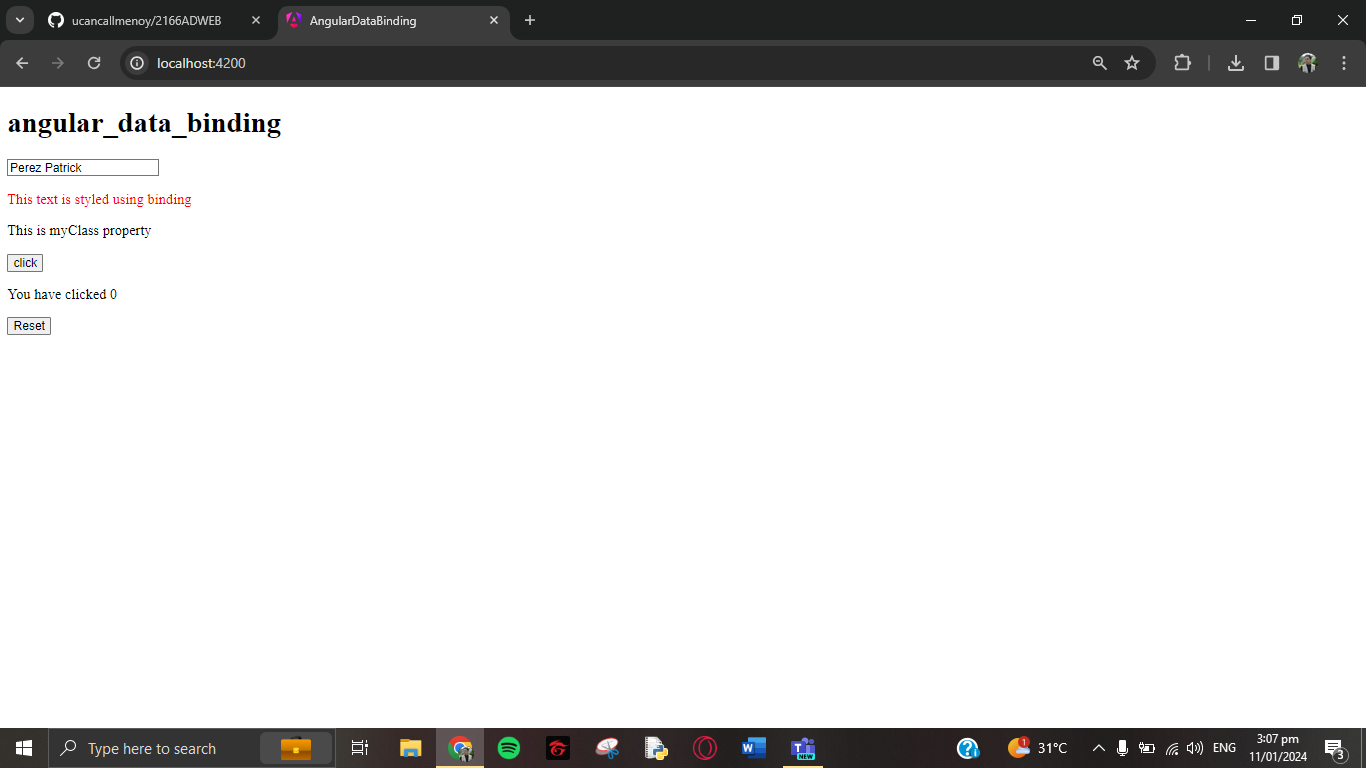 ucancallmenoy/2166ADWEB
AngularDataBinding
localhost:4200
angular_data_binding
Perez Patrick
This text is styled using binding
This is myClass property
click
You have clicked 0
Reset
Type here to search
NEW
1
31°C
ENG
3:07 pm
11/01/2024
3